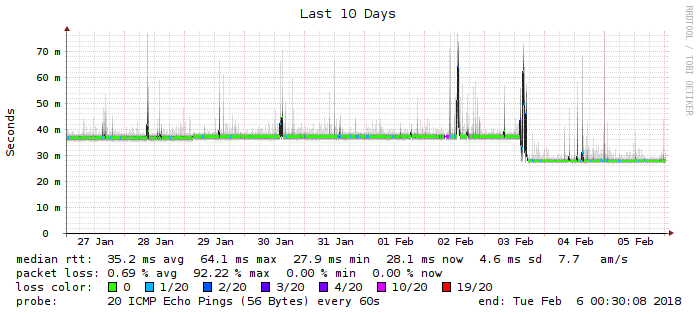 Last 10 Days
RRDTOOL / TOBI OETIKER
Seconds
70 m
60 m
50 m
40 m
30 m
20 m
10 m
0
27 Jan 28 Jan 29 Jan 30 Jan 31 Jan 01 Feb 02 Feb 03 Feb 04 Feb 05 Feb
median rtt: 35.2 ms avg 64.1 ms max 27.9 ms min 28.1 ms now 4.6 ms sd 7.7 am/s
packet loss: 0.69 % avg 92.22 % max 0.00 % min 0.00 % now
loss color: 0 1/20 2/20 3/20 4/20 10/20 19/20
probe: 20 ICMP Echo Pings (56 Bytes) every 60s end: Tue Feb 6 00:30:08 2018